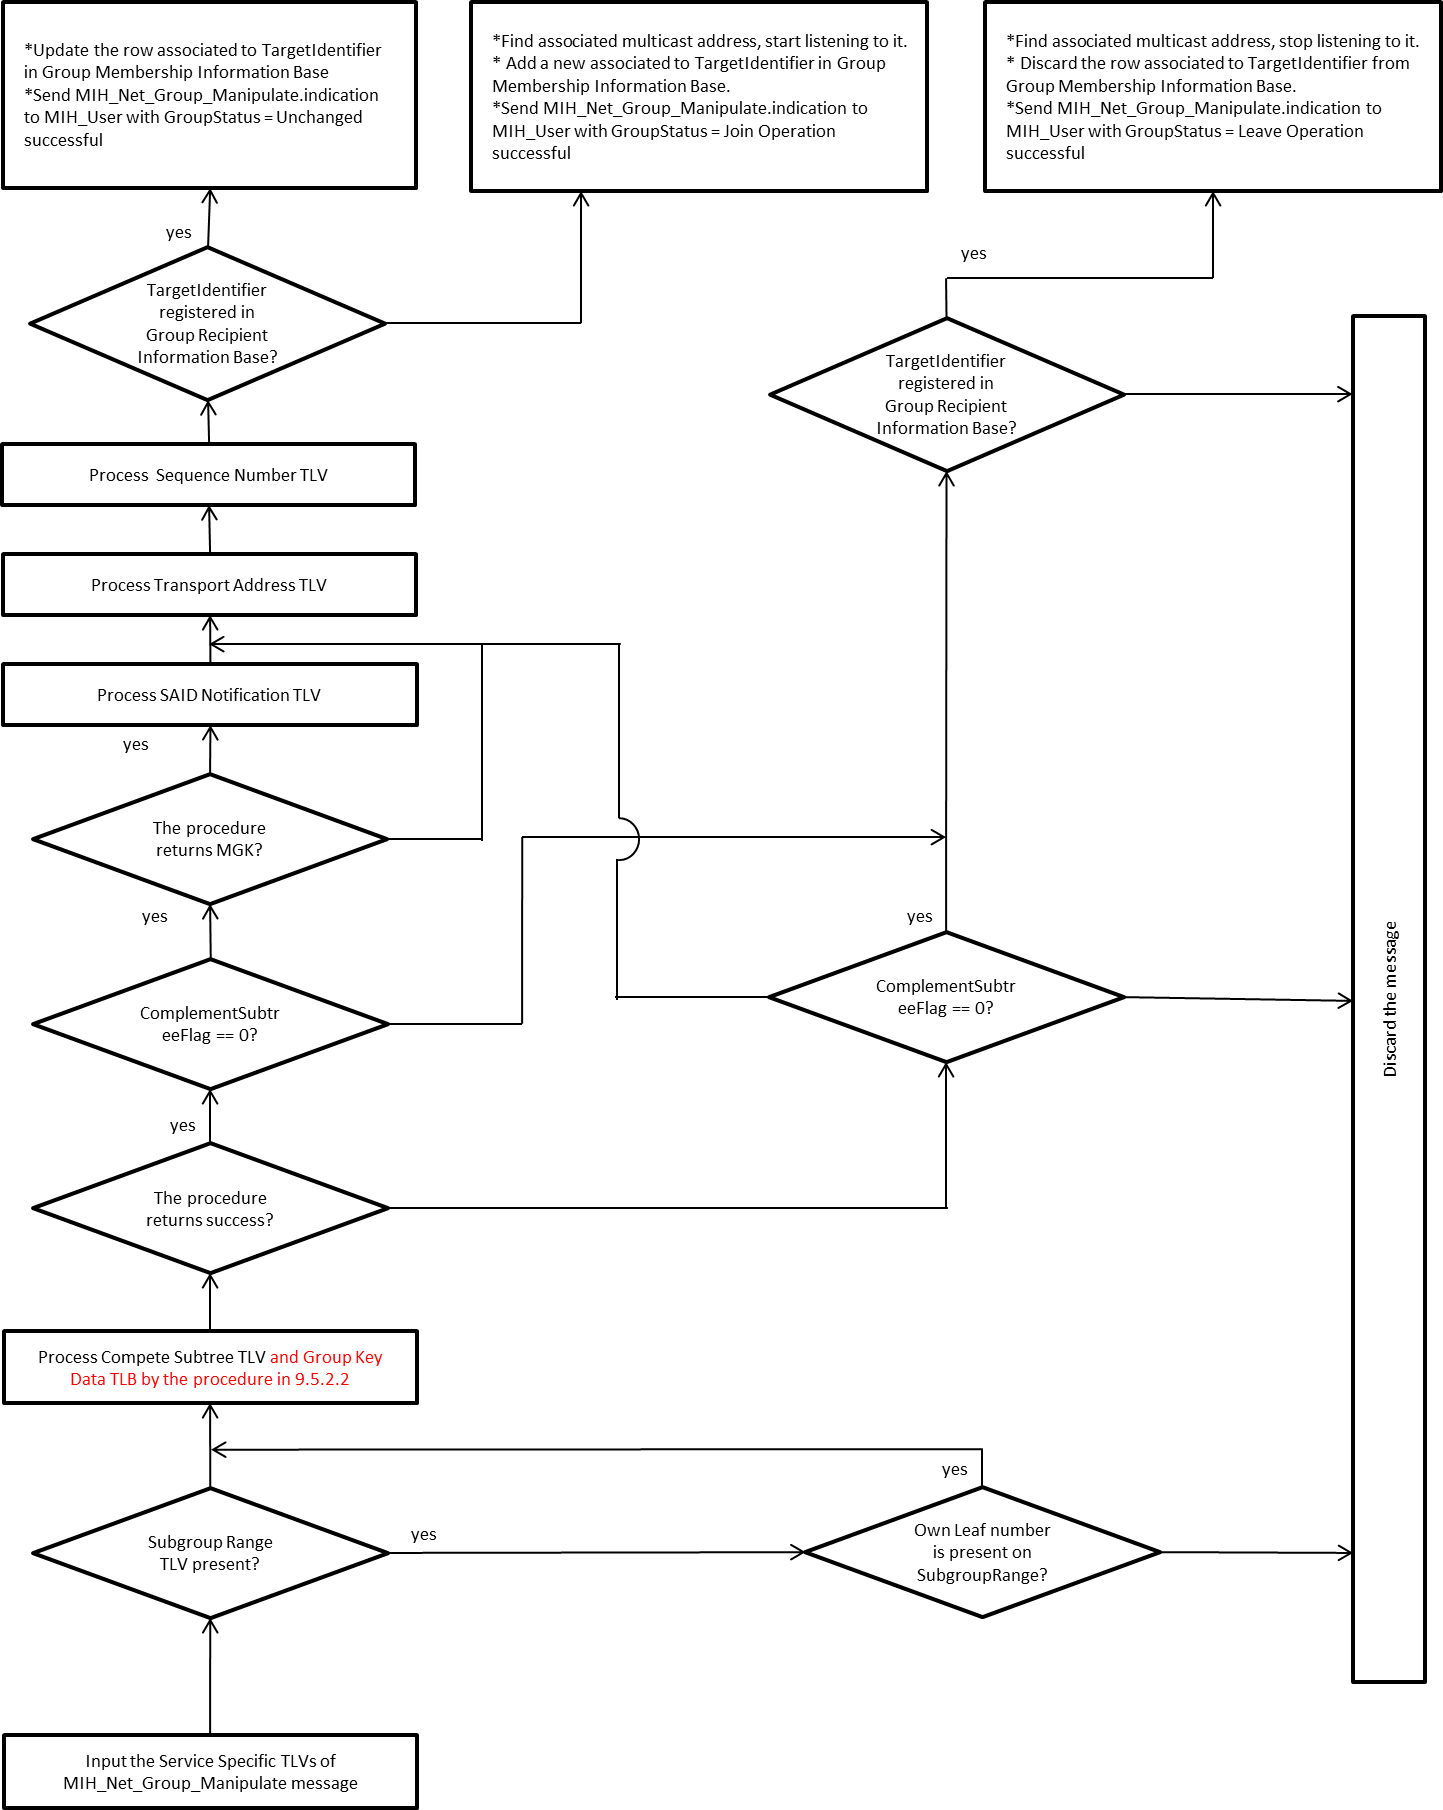 *Update the row associated to TargetIdentifier
in Group Membership Information Base
*Send MIH_Net_Group_Manipulate.indication
to MIH_User with GroupStatus = Unchanged
successful
*Find associated multicast address, start listening to it.
* Add a new associated to TargetIdentifier in Group
Membership Information Base.
*Send MIH_Net_Group_Manipulate.indication to
MIH_User with GroupStatus = Join Operation
successful
*Find associated multicast address, stop listening to it.
* Discard the row associated to TargetIdentifier from
Group Membership Information Base.
*Send MIH_Net_Group_Manipulate.indication to
MIH_User with GroupStatus = Leave Operation
successful
yes
yes
TargetIdentifier
registered in
Group Recipient
Information Base?
TargetIdentifier
registered in
Group Recipient
Information Base?
Process  Sequence Number TLV
Process Transport Address TLV
Process SAID Notification TLV
yes
The procedure
returns MGK?
yes
yes
ComplementSubtr
eeFlag == 0?
ComplementSubtr
eeFlag == 0?
Discard the message
yes
The procedure
returns success?
Process Compete Subtree TLV and Group Key
Data TLB by the procedure in 9.5.2.2
yes
yes
Subgroup Range
TLV present?
Own Leaf number
is present on
SubgroupRange?
Input the Service Specific TLVs of
MIH_Net_Group_Manipulate message